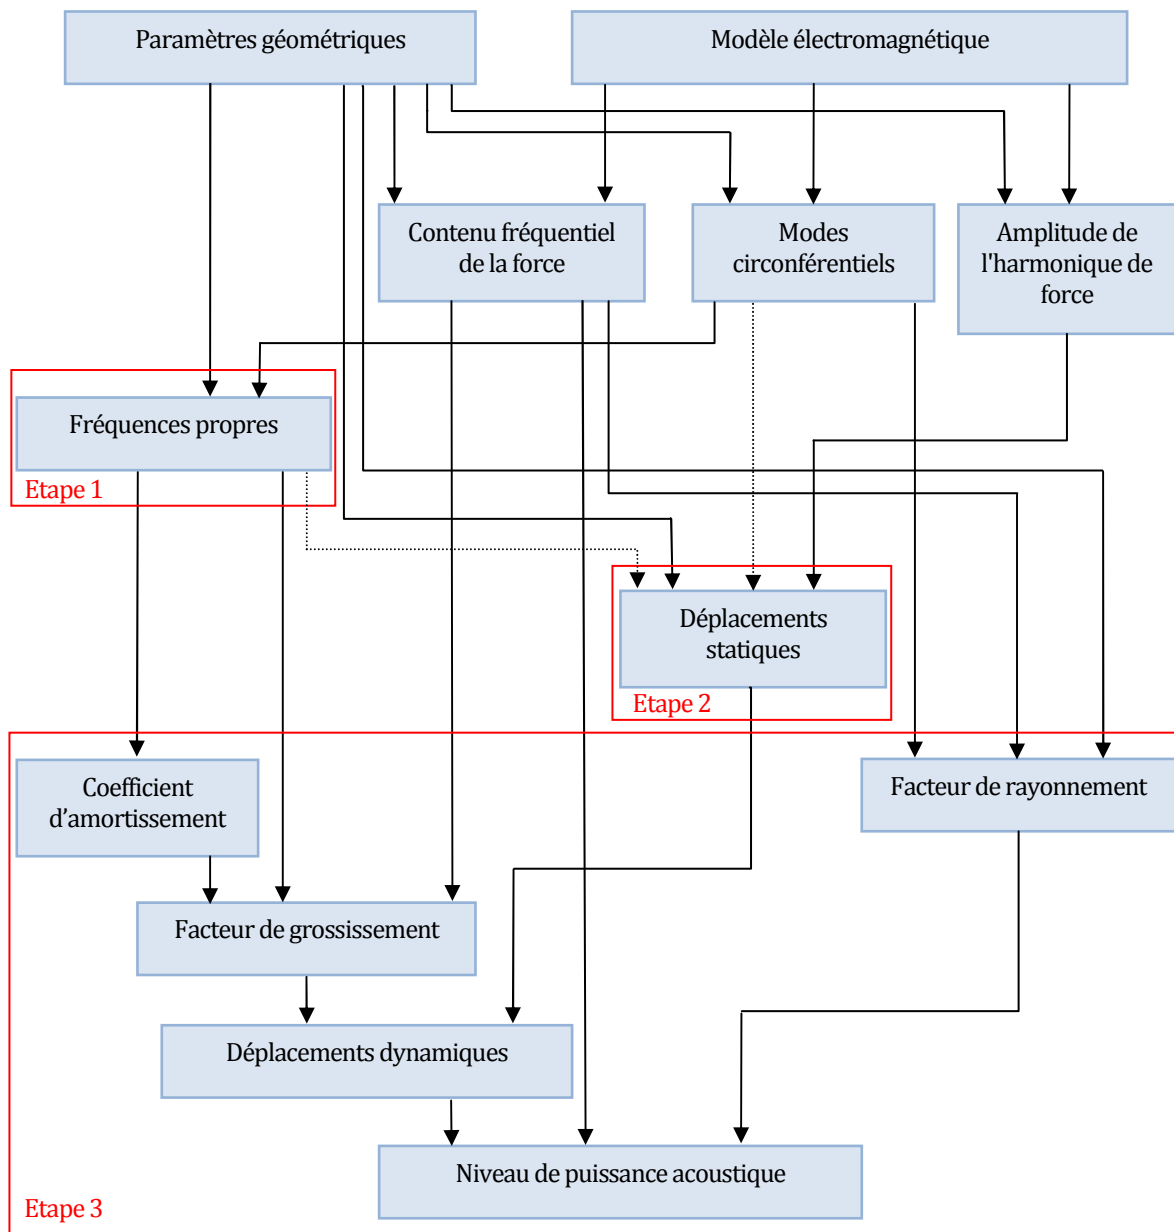 Paramètres géométriques
Modèle électromagnétique
Contenu fréquentiel
de la force
Modes
circonférentiels
Amplitude de
l'harmonique de
force
Fréquences propres
Etape 1
Déplacements
statiques
Etape 2
Coefficient
d’amortissement
Facteur de rayonnement
Facteur de grossissement
Déplacements dynamiques
Niveau de puissance acoustique
Etape 3